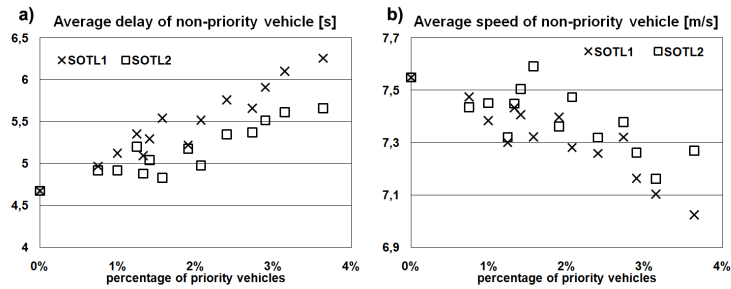 a) Average delay of non-priority vehicle [s]
6,5
6
5,5
5
4,5
4
SOTL1 SOTL2
0% 1% 2% 3% 4%
percentage of priority vehicles
b) Average speed of non-priority vehicle [m/s]
7,7
7,5
7,3
7,1
6,9
SOTL1 SOTL2
0% 1% 2% 3% 4%
percentage of priority vehicles